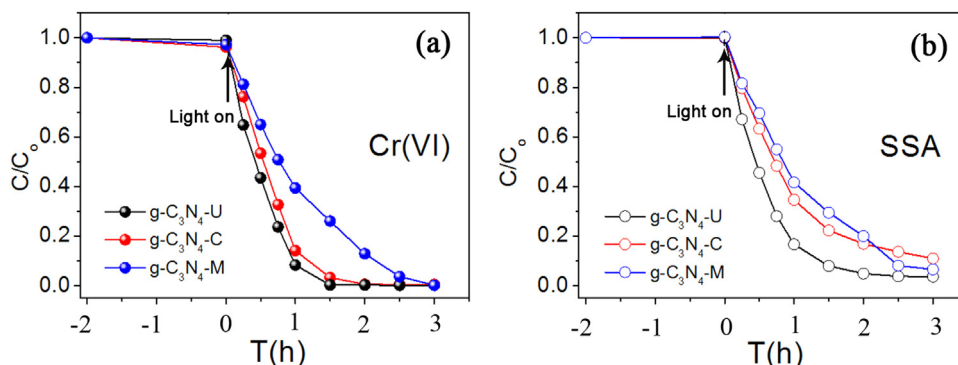 (a)
C/Co
1.0
0.8
0.6
0.4
0.2
0.0
Light on
Cr(VI)
g-C3N4-U
g-C3N4-C
g-C3N4-M
-2 -1 0 1 2 3
T(h)
(b)
C/Co
1.0
0.8
0.6
0.4
0.2
0.0
Light on
SSA
g-C3N4-U
g-C3N4-C
g-C3N4-M
-2 -1 0 1 2 3
T(h)